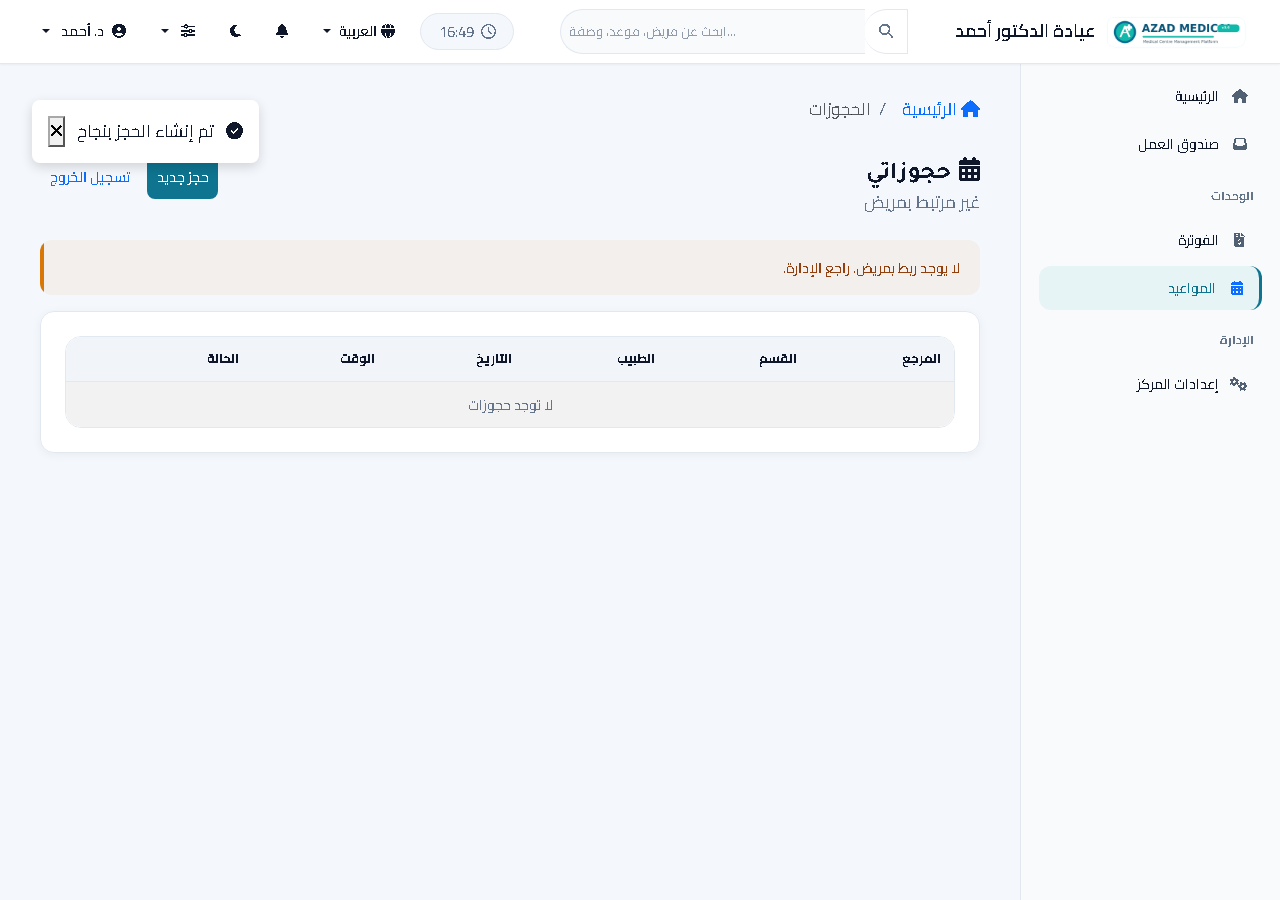 AZAD MEDIC
Medical Centre Management Platform
عيادة الدكتور أحمد
ابحث عن مريض، موعد، وصفة...
16:49
العربية
د. أحمد
الرئيسية
صندوق العمل
الوحدات
الفوترة
المواعيد
الإدارة
إعدادات المركز
الرئيسية / الحجوزات
تم إنشاء الحجز بنجاح
حجوزاتي
غير مرتبط بمريض
حجز جديد
تسجيل الخروج
لا يوجد ربط بمريض. راجع الإدارة.
المرجع القسم الطبيب التاريخ الوقت الحالة
لا توجد حجوزات